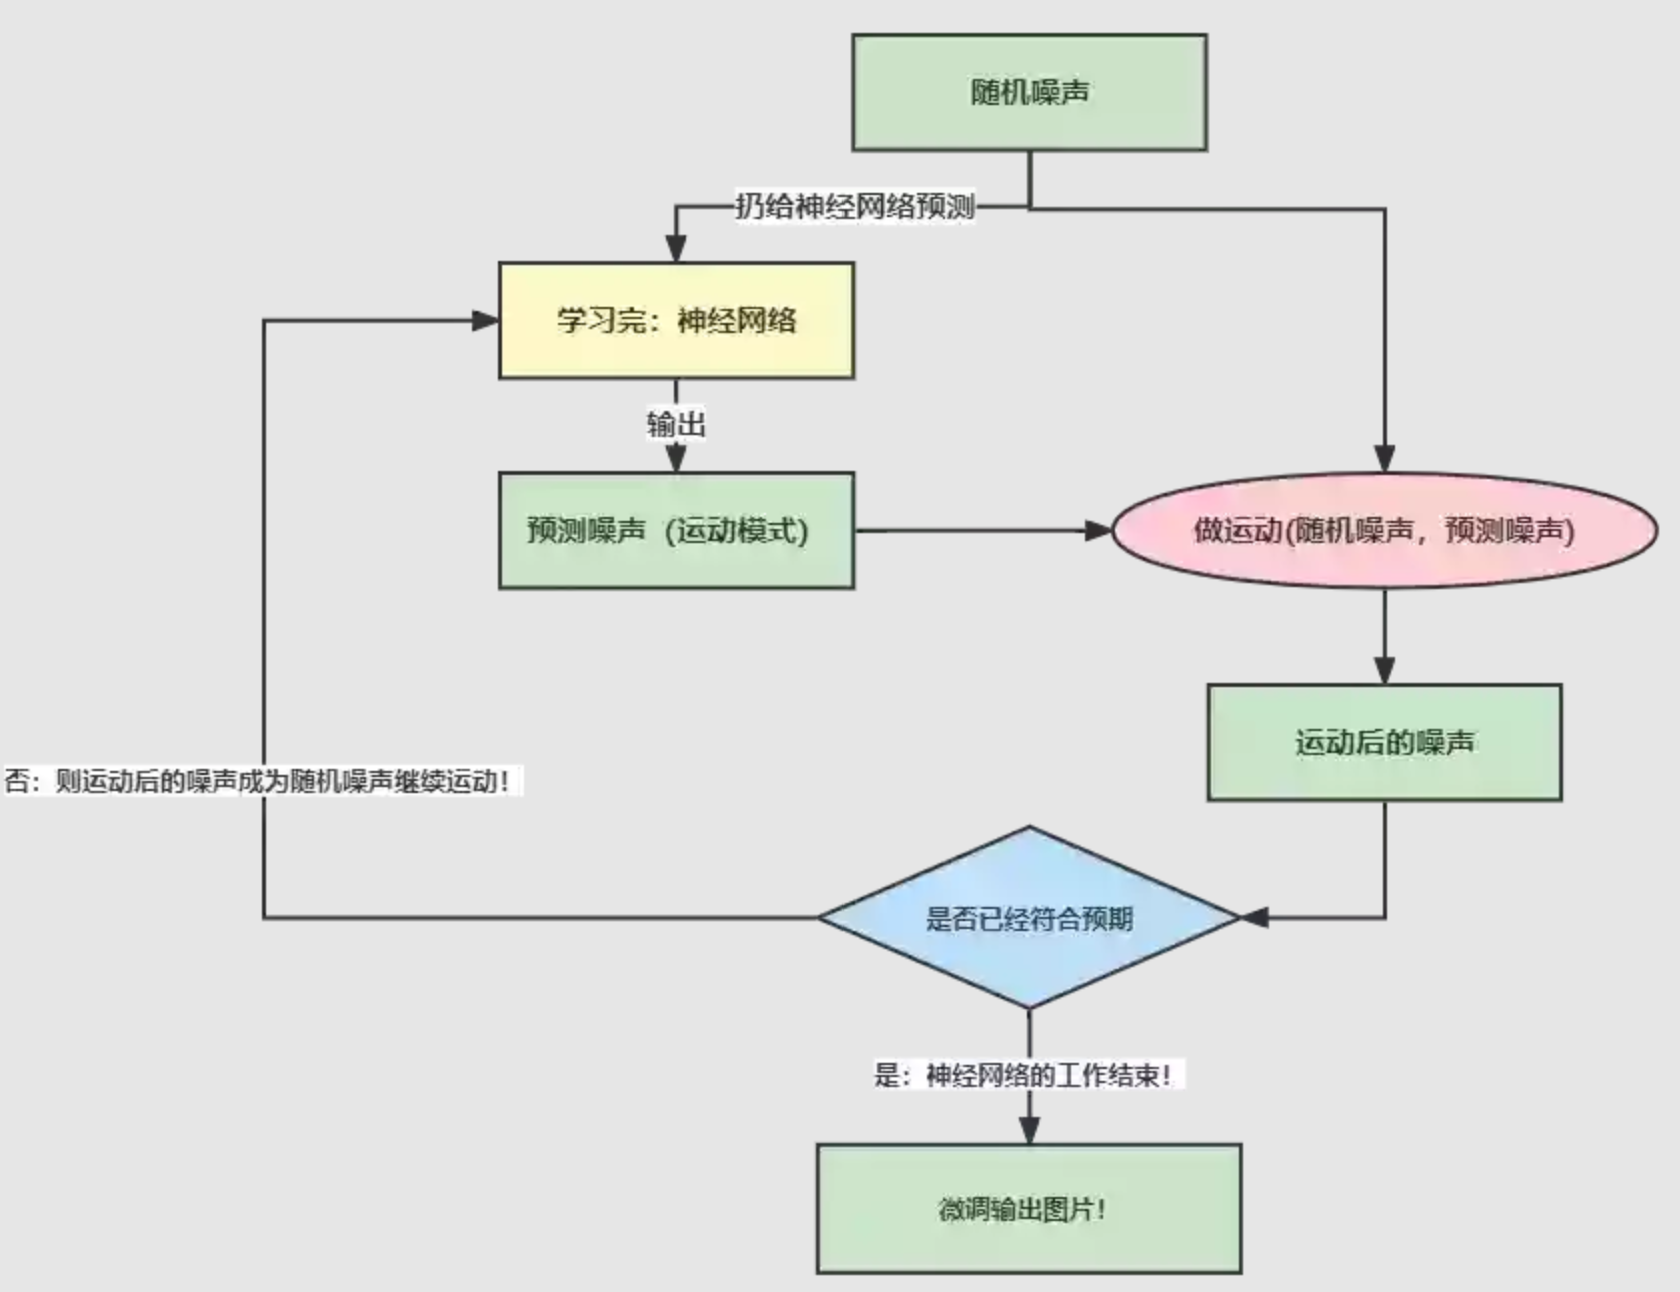 随机噪声
扔给神经网络预测
学习完：神经网络
输出
预测噪声（运动模式）
做运动(随机噪声，预测噪声)
运动后的噪声
否：则运动后的噪声成为随机噪声继续运动！
是否已经符合预期
是：神经网络的工作结束！
微调输出图片！